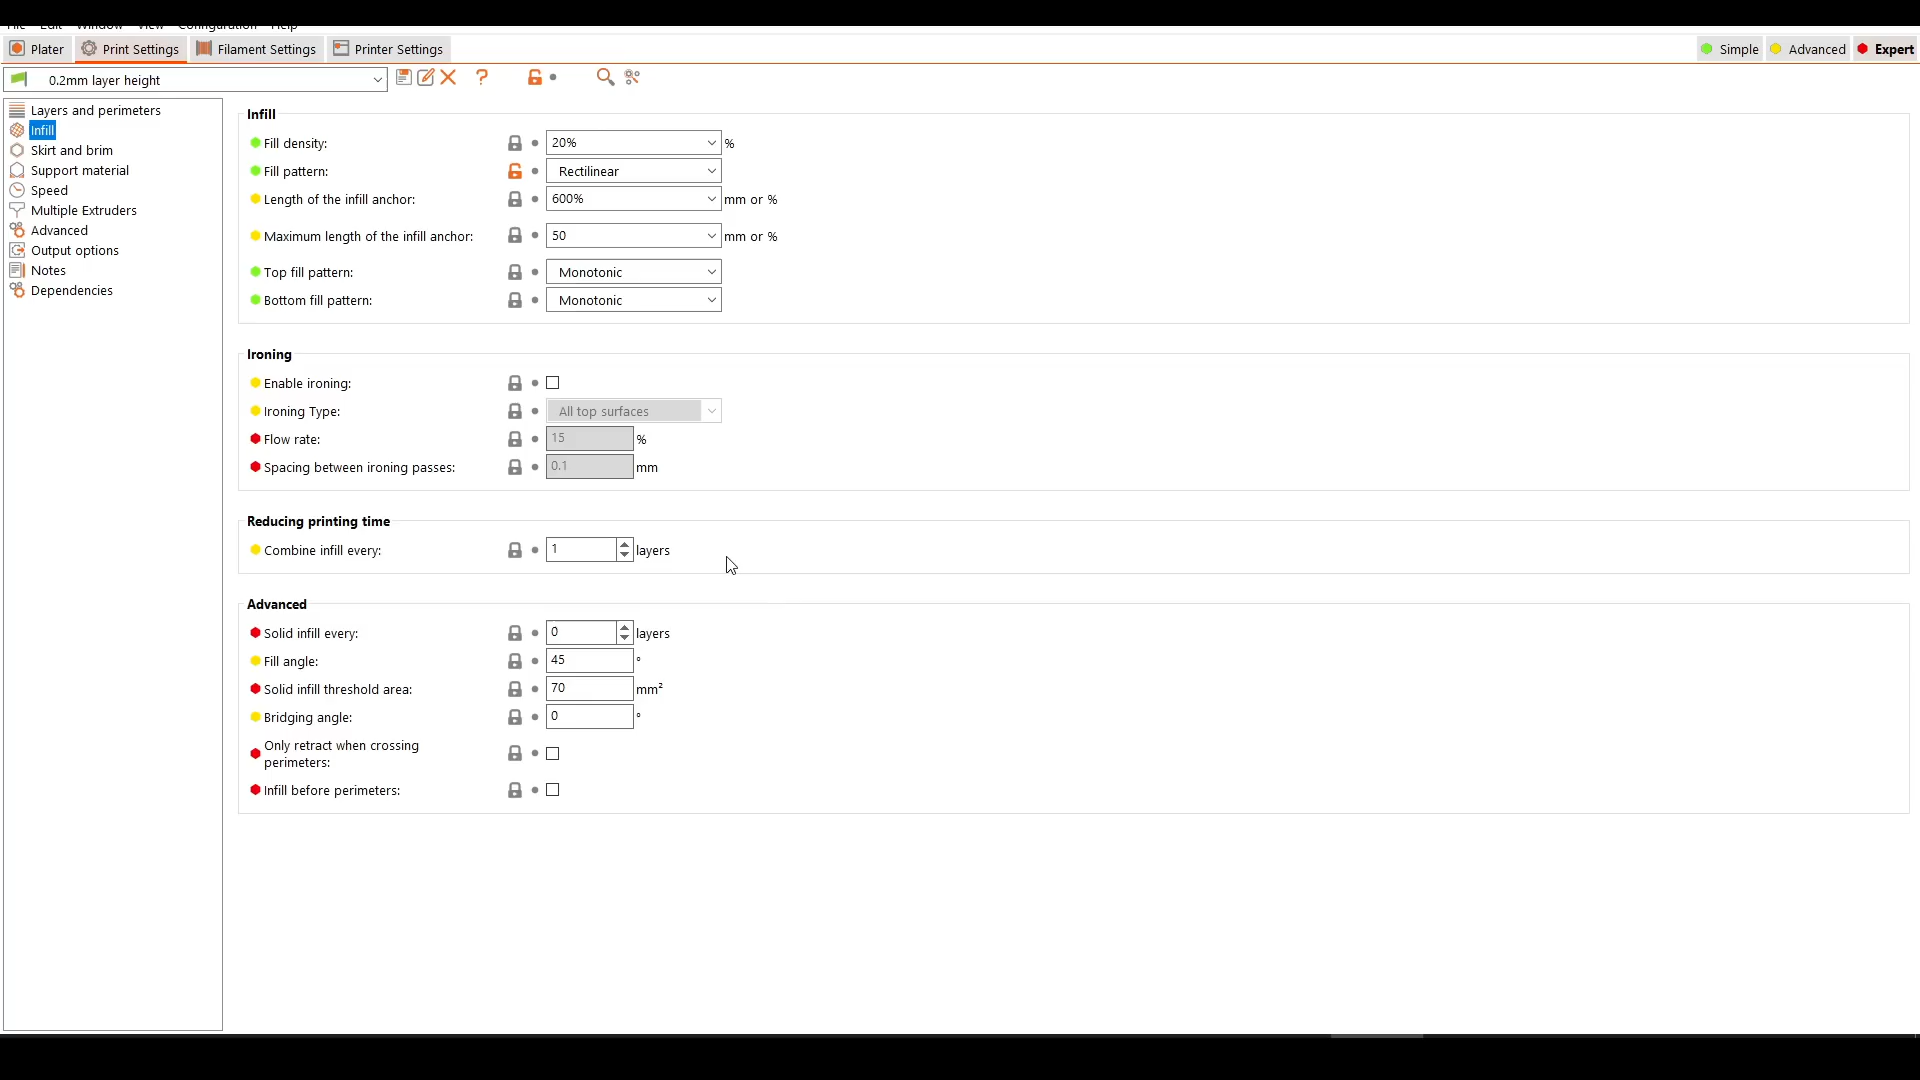 File Edit Window View Configuration Help
Plater Print Settings Filament Settings Printer Settings Simple Advanced Expert
0.2mm layer height ?
Layers and perimeters
Infill
Skirt and brim
Support material
Speed
Multiple Extruders
Advanced
Output options
Notes
Dependencies
Infill
Fill density: 20% %
Fill pattern: Rectilinear
Length of the infill anchor: 600% mm or %
Maximum length of the infill anchor: 50 mm or %
Top fill pattern: Monotonic
Bottom fill pattern: Monotonic
Ironing
Enable ironing:
Ironing Type: All top surfaces
Flow rate: 15 %
Spacing between ironing passes: 0.1 mm
Reducing printing time
Combine infill every: 1 layers
Advanced
Solid infill every: 0 layers
Fill angle: 45 °
Solid infill threshold area: 70 mm²
Bridging angle: 0 °
Only retract when crossing
perimeters:
Infill before perimeters: